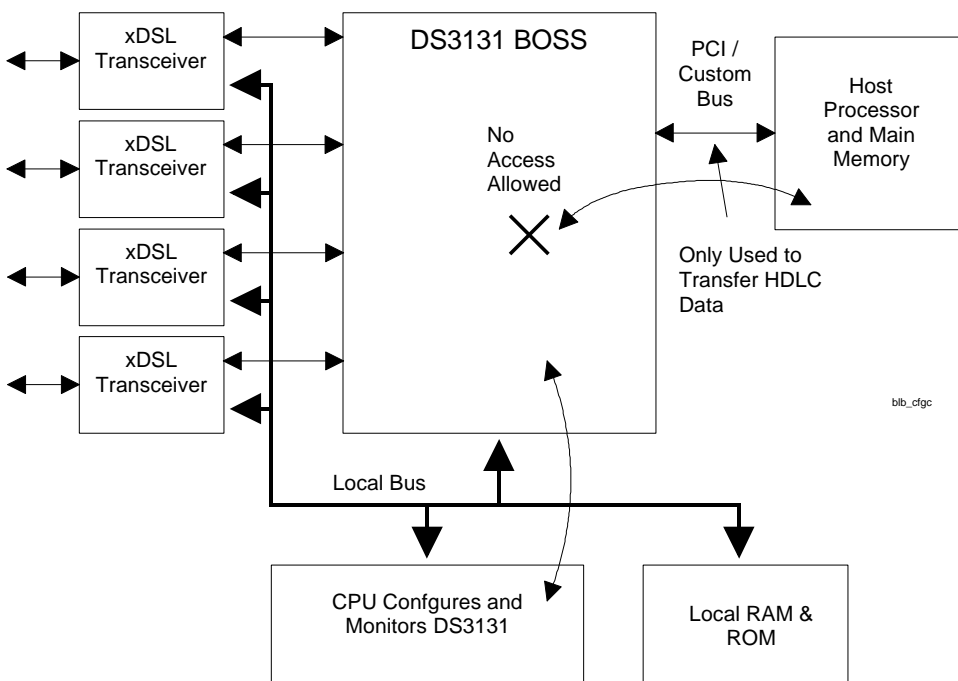 xDSL
Transceiver
xDSL
Transceiver
xDSL
Transceiver
xDSL
Transceiver
DS3131 BOSS
No
Access
Allowed
PCI /
Custom
Bus
Host
Processor
and Main
Memory
Only Used to
Transfer HDLC
Data
blb_cfgc
Local Bus
CPU Confgures and
Monitors DS3131
Local RAM &
ROM